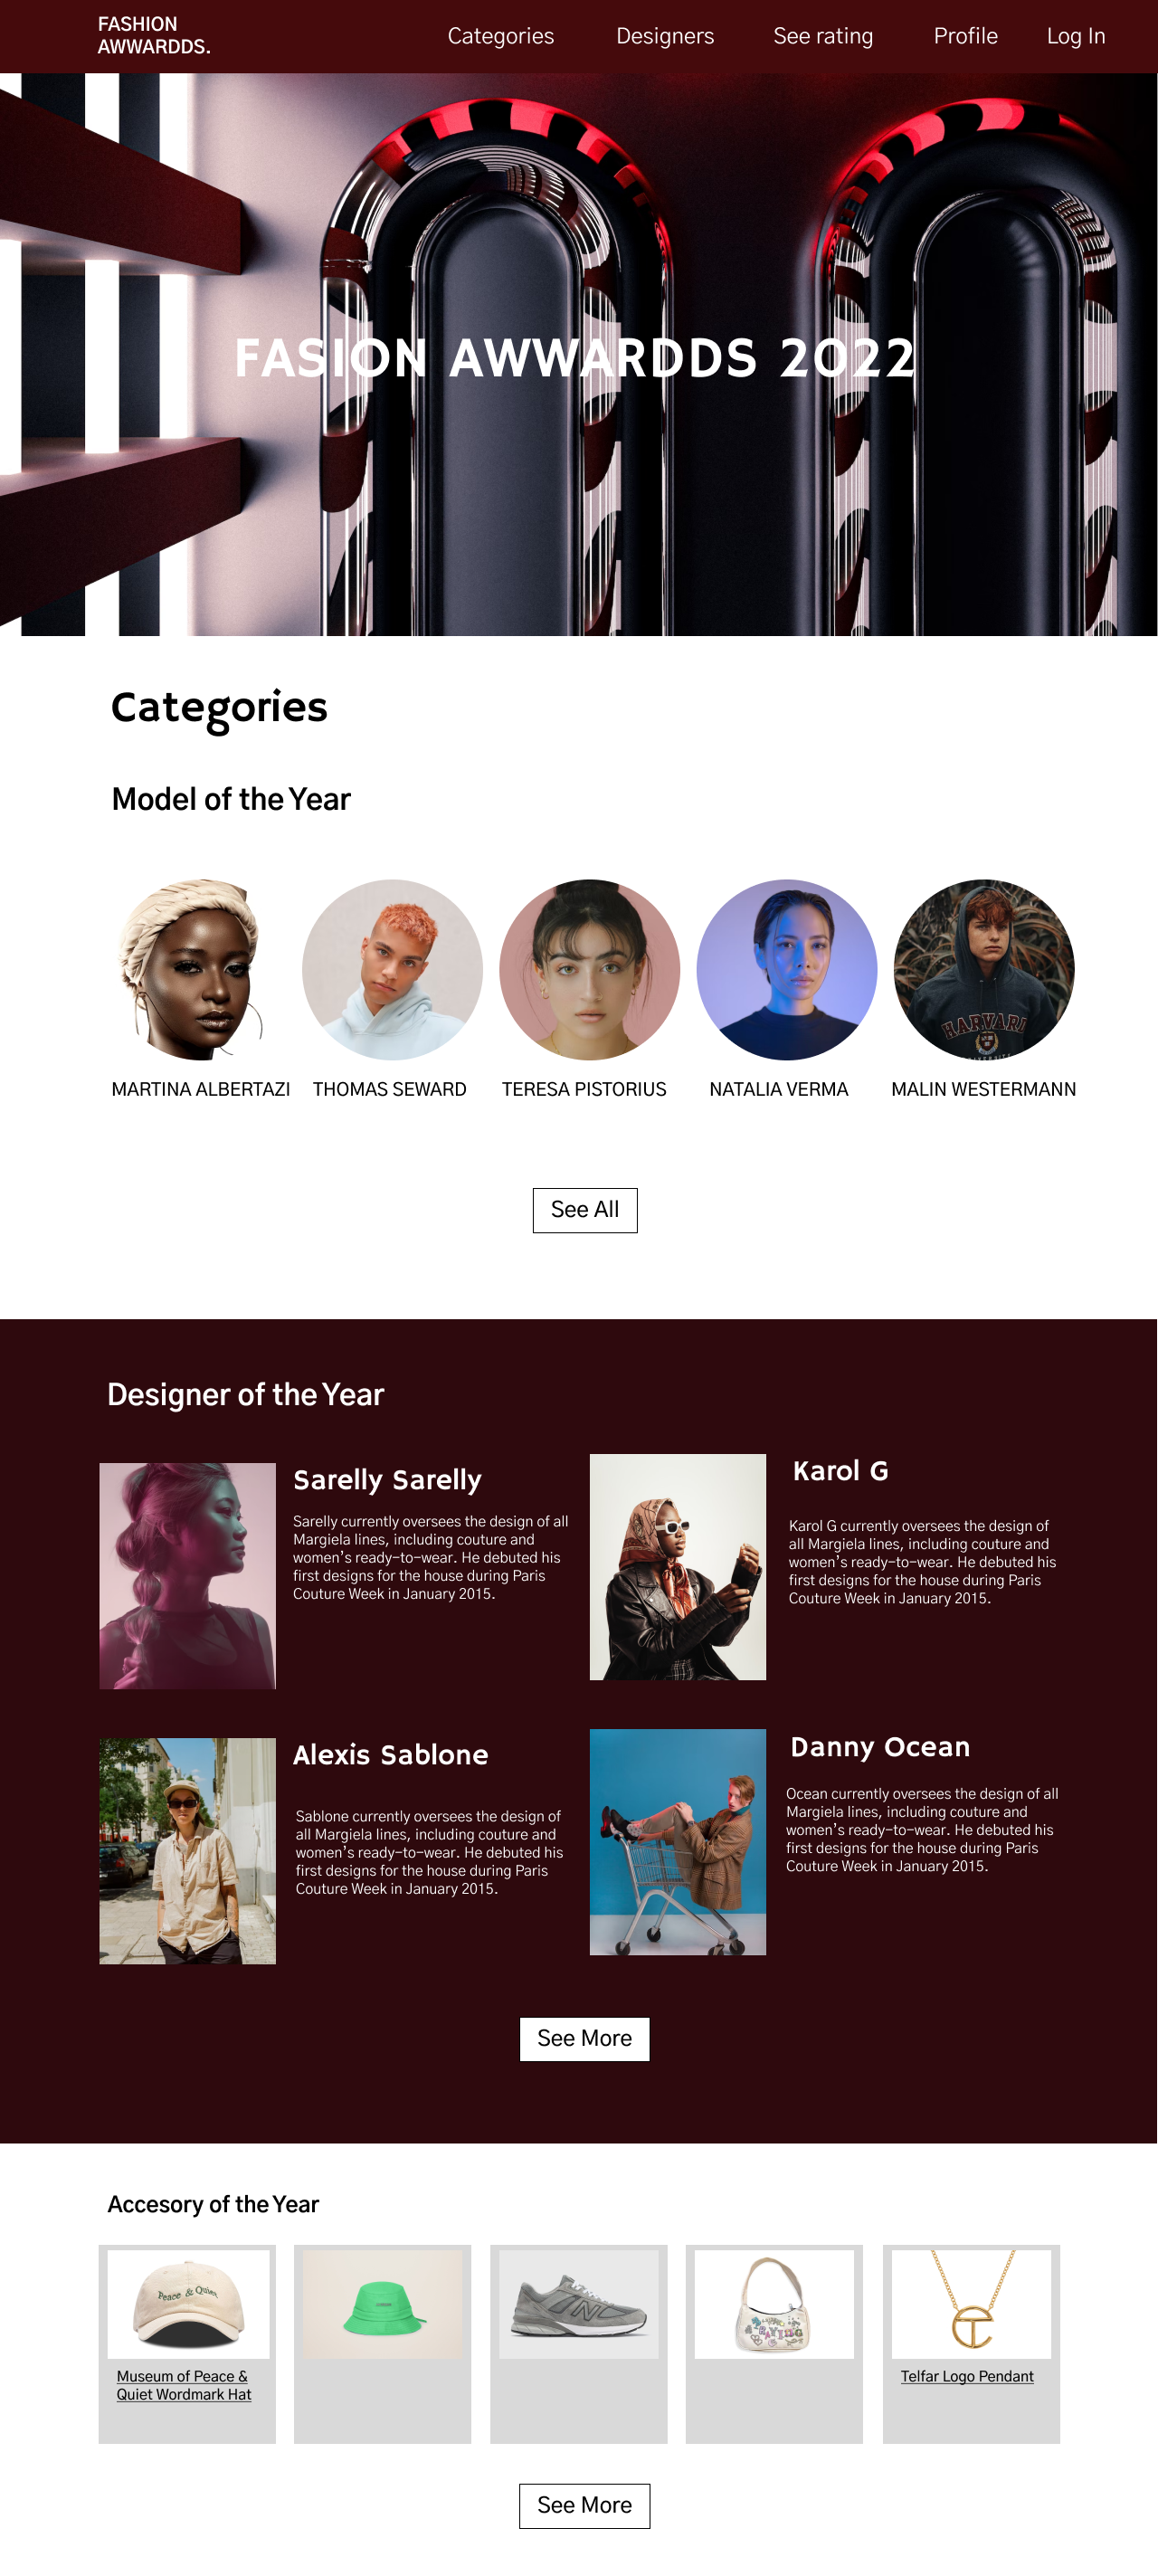 FASHION
AWWARDDS.
Categories
Designers
See rating
Profile
Log In
FASION AWWARDDS 2022
Categories
Model of the Year
HARVARD
MARTINA ALBERTAZI
THOMAS SEWARD
TERESA PISTORIUS
NATALIA VERMA
MALIN WESTERMANN
See All
Designer of the Year
Sarelly Sarelly
Sarelly currently oversees the design of all
Margiela lines, including couture and
women’s ready-to-wear. He debuted his
first designs for the house during Paris
Couture Week in January 2015.
Karol G
Karol G currently oversees the design of
all Margiela lines, including couture and
women’s ready-to-wear. He debuted his
first designs for the house during Paris
Couture Week in January 2015.
Alexis Sablone
Sablone currently oversees the design of
all Margiela lines, including couture and
women’s ready-to-wear. He debuted his
first designs for the house during Paris
Couture Week in January 2015.
Danny Ocean
Ocean currently oversees the design of all
Margiela lines, including couture and
women’s ready-to-wear. He debuted his
first designs for the house during Paris
Couture Week in January 2015.
See More
Accesory of the Year
Peace & Quiet
N
Museum of Peace &
Quiet Wordmark Hat
Telfar Logo Pendant
See More